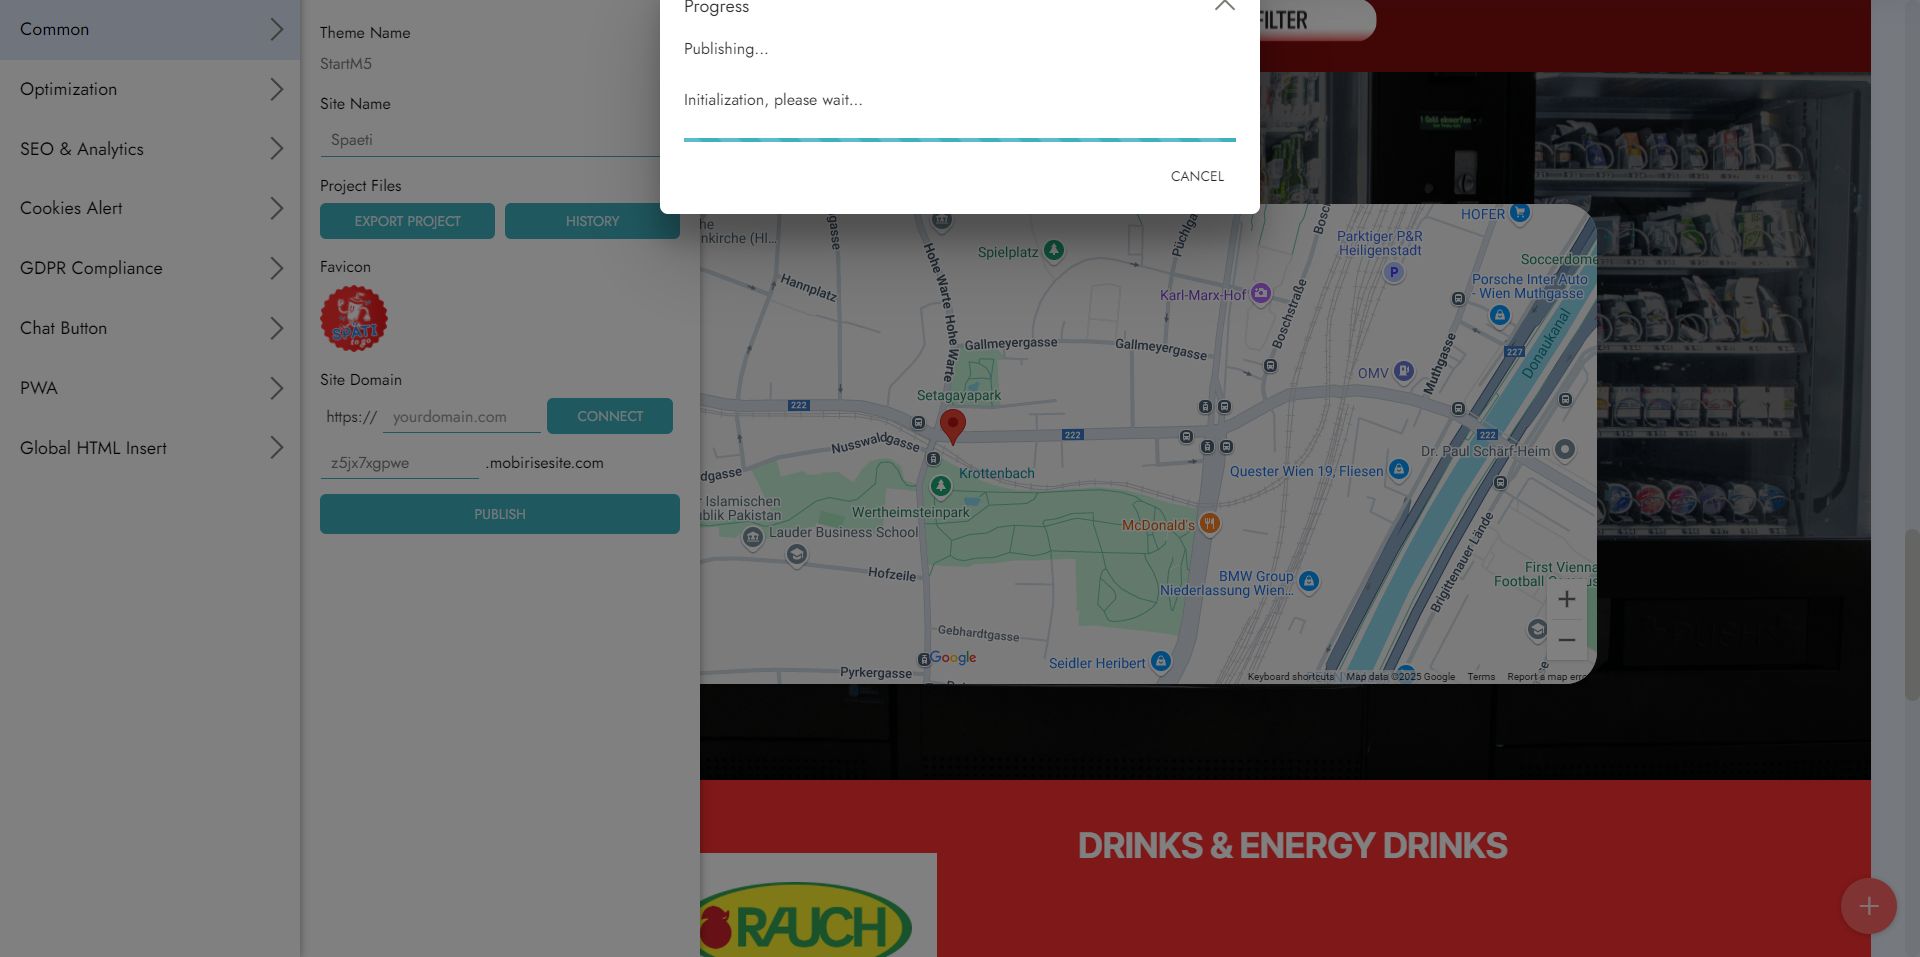 Common
Optimization
SEO & Analytics
Cookies Alert
GDPR Compliance
Chat Button
PWA
Global HTML Insert
Theme Name
StartM5
Site Name
Spaeti
Project Files
EXPORT PROJECT
HISTORY
Favicon
SPÄTI
to go
Site Domain
https://
yourdomain.com
CONNECT
z5jx7xgpwe
.mobirisesite.com
PUBLISH
Progress
Publishing...
Initialization, please wait...
CANCEL
FILTER
HOFER
Parktiger P&R
Heiligenstadt
Soccerdome
Porsche Inter Auto
- Wien Muthgasse
Spielplatz
Karl-Marx-Hof
Hannplatz
Hohe Warte
Hohe Warte
Boschstraße
Gallmeyergasse
Gallmeyergasse
Muthgasse
Donaukanal
227
OMV
Setagayapark
222
222
222
Nusswaldgasse
Krottenbach
Dr. Paul Schärf-Heim
Quester Wien 19, Fliesen
Islamischen
Pakistan
Wertheimsteinpark
Lauder Business School
McDonald's
Hofzeile
BMW Group
Niederlassung Wien...
Brigittenauer Lände
First Vienna
Football
Gebhardtgasse
Google
Pyrkergasse
Seidler Heribert
Keyboard shortcuts
Map data ©2025 Google
Terms
Report a map error
DRINKS & ENERGY DRINKS
RAUCH